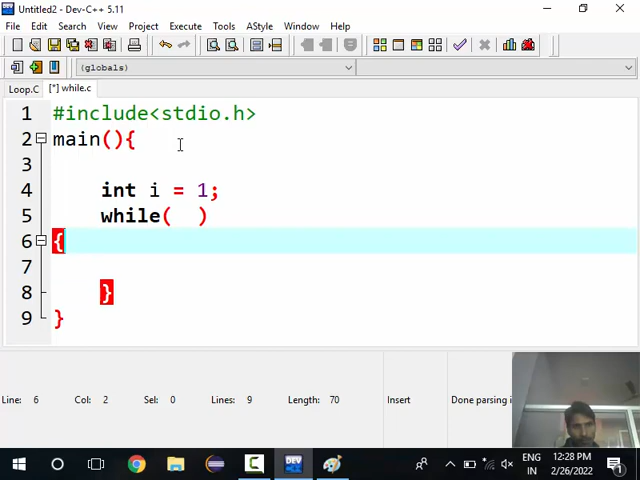 Untitled2 - Dev-C++ 5.11
File Edit Search View Project Execute Tools AStyle Window Help
(globals)
Loop.C [*] while.c
1 #include<stdio.h>
2 main(){
3
4 int i = 1;
5 while( )
6 {
7
8 }
9 }
Line: 6 Col: 2 Sel: 0 Lines: 9 Length: 70 Insert Done parsing i
DEV ENG 12:28 PM
IN 2/26/2022
1